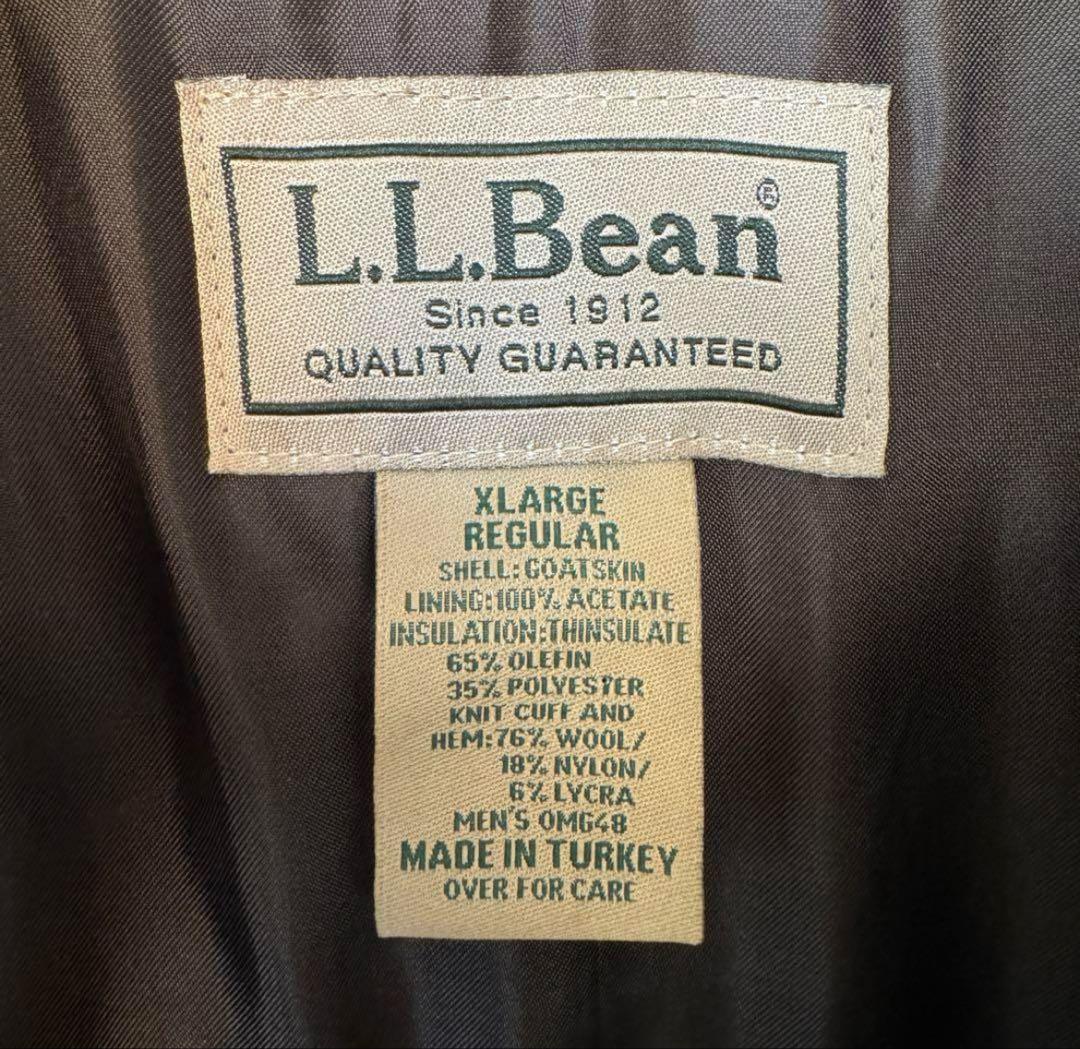 L.L.Bean®
Since 1912
QUALITY GUARANTEED
XLARGE
REGULAR
SHELL:GOATSKIN
LINING:100% ACETATE
INSULATION:THINSULATE
65% OLEFIN
35% POLYESTER
KNIT CUFF AND
HEM:76% WOOL/
18% NYLON/
6% LYCRA
MEN'S OMG48
MADE IN TURKEY
OVER FOR CARE